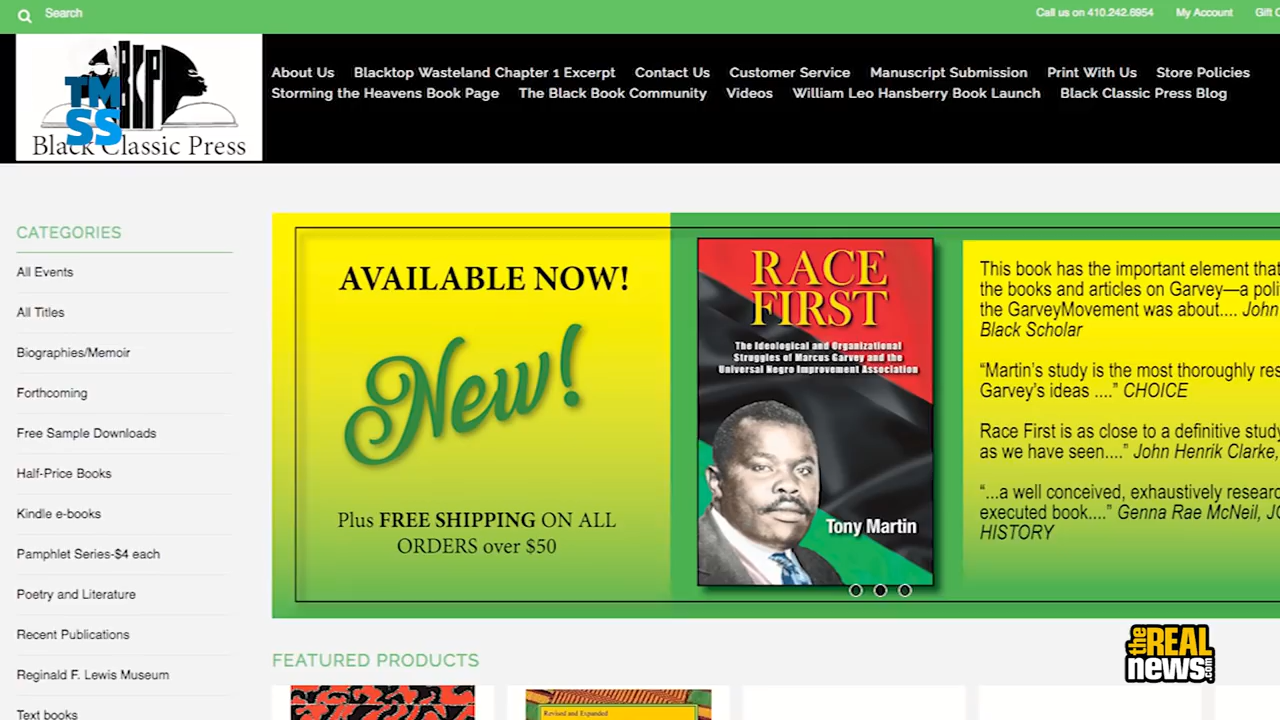 Search
Call us on 410.242.6954 My Account Gift
About Us Blacktop Wasteland Chapter 1 Excerpt Contact Us Customer Service Manuscript Submission Print With Us Store Policies
Storming the Heavens Book Page The Black Book Community Videos William Leo Hansberry Book Launch Black Classic Press Blog
BCP
TM
SS
Black Classic Press
CATEGORIES
All Events
All Titles
Biographies/Memoir
Forthcoming
Free Sample Downloads
Half-Price Books
Kindle e-books
Pamphlet Series-$4 each
Poetry and Literature
Recent Publications
Reginald F. Lewis Museum
Text books
AVAILABLE NOW!
New!
Plus FREE SHIPPING ON ALL
ORDERS over $50
RACE
FIRST
The Ideological and Organizational
Struggles of Marcus Garvey and the
Universal Negro Improvement Association
Tony Martin
This book has the important element that
the books and articles on Garvey—a poli
the GarveyMovement was about.... John
Black Scholar
“Martin’s study is the most thoroughly res
Garvey’s ideas ....” CHOICE
Race First is as close to a definitive study
as we have seen....” John Henrik Clarke,
“...a well conceived, exhaustively researc
executed book....” Genna Rae McNeil, JO
HISTORY
FEATURED PRODUCTS
Revised and Expanded
the REAL
news.com